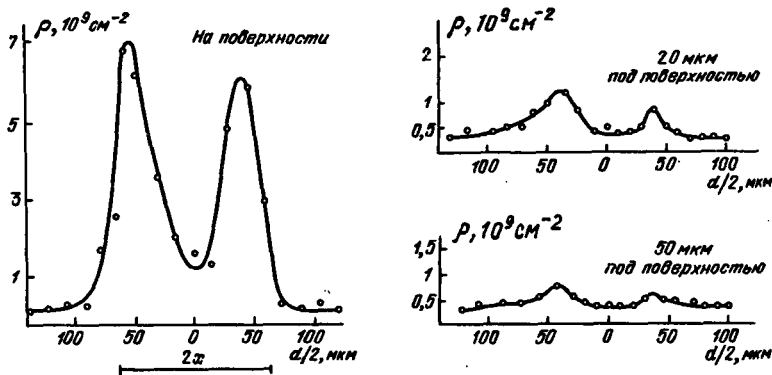 ρ, 10⁹см⁻²
На поверхности
7
5
3
1
100 50 0 50 d/2, мкм
2x
ρ, 10⁹см⁻²
2
20 мкм
под поверхностью
1
0,5
100 50 0 50 100
d/2, мкм
ρ, 10⁹см⁻²
1,5
50 мкм
под поверхностью
1
0,5
100 50 0 50 100
d/2, мкм